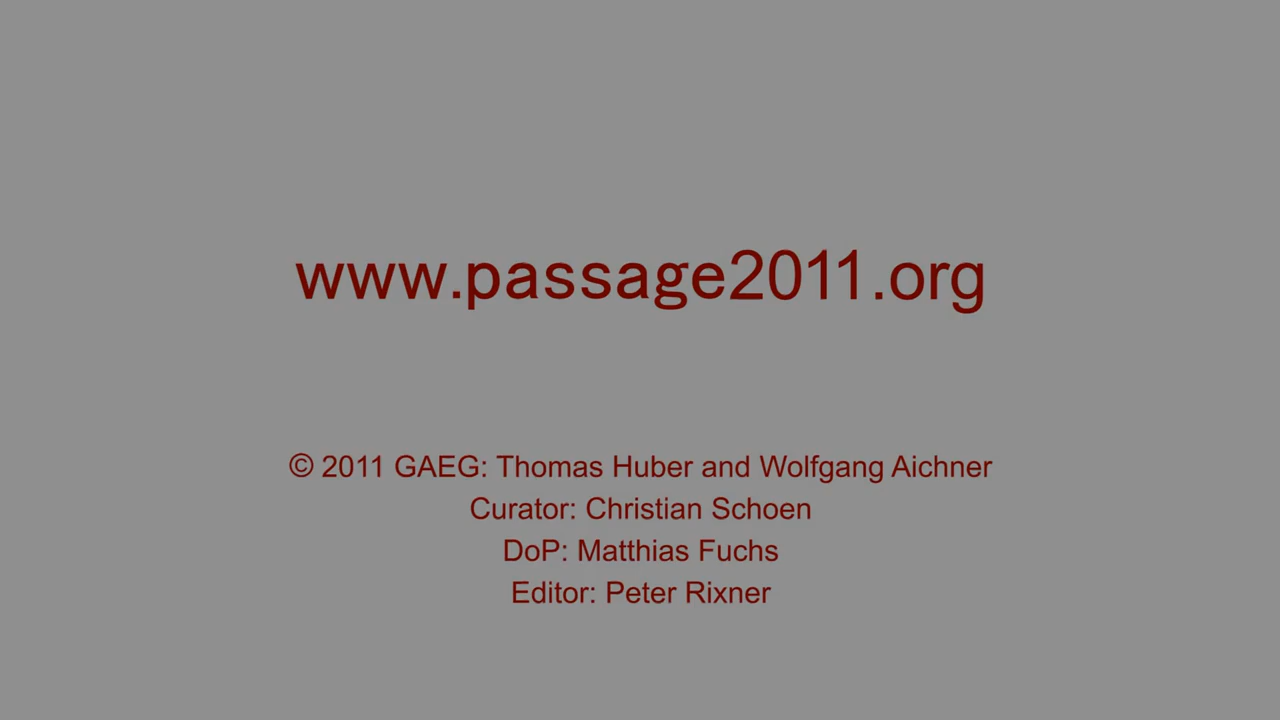 www.passage2011.org
© 2011 GAEG: Thomas Huber and Wolfgang Aichner
Curator: Christian Schoen
DoP: Matthias Fuchs
Editor: Peter Rixner